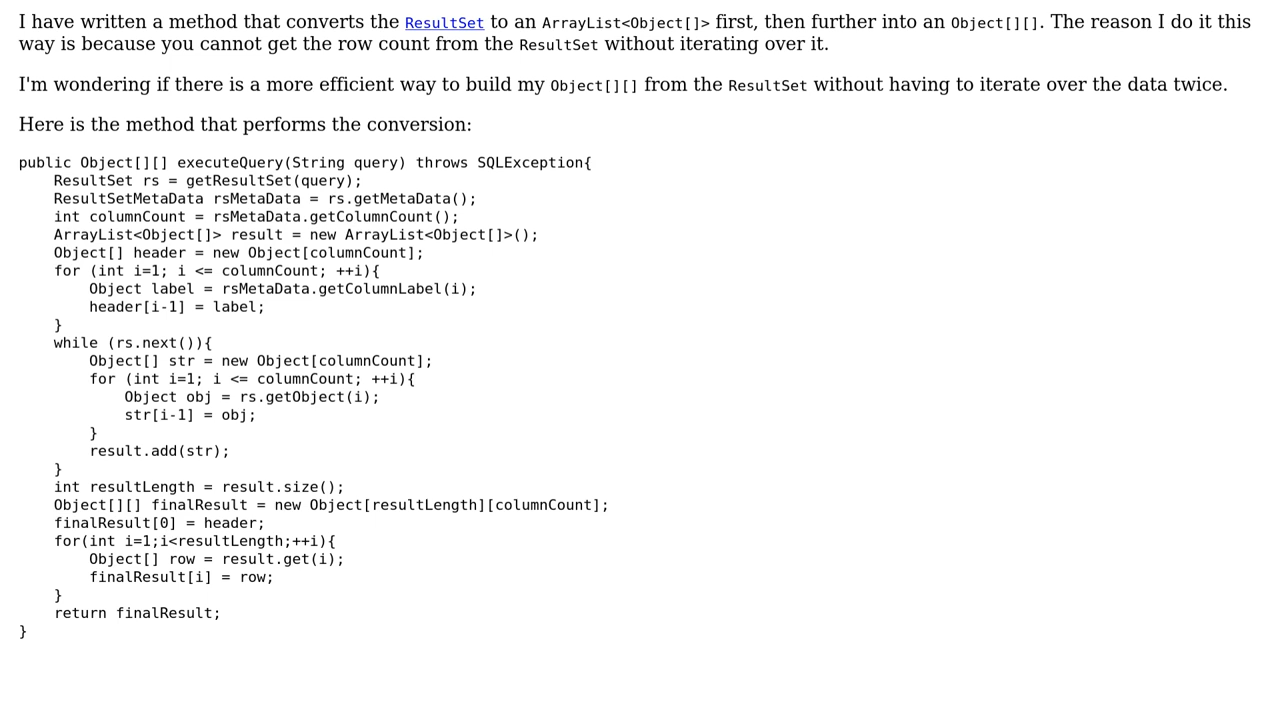 I have written a method that converts the ResultSet to an ArrayList<Object[]> first, then further into an Object[][]. The reason I do it this
way is because you cannot get the row count from the ResultSet without iterating over it.
I'm wondering if there is a more efficient way to build my Object[][] from the ResultSet without having to iterate over the data twice.
Here is the method that performs the conversion:
public Object[][] executeQuery(String query) throws SQLException{
    ResultSet rs = getResultSet(query);
    ResultSetMetaData rsMetaData = rs.getMetaData();
    int columnCount = rsMetaData.getColumnCount();
    ArrayList<Object[]> result = new ArrayList<Object[]>();
    Object[] header = new Object[columnCount];
    for (int i=1; i <= columnCount; ++i){
        Object label = rsMetaData.getColumnLabel(i);
        header[i-1] = label;
    }
    while (rs.next()){
        Object[] str = new Object[columnCount];
        for (int i=1; i <= columnCount; ++i){
            Object obj = rs.getObject(i);
            str[i-1] = obj;
        }
        result.add(str);
    }
    int resultLength = result.size();
    Object[][] finalResult = new Object[resultLength][columnCount];
    finalResult[0] = header;
    for(int i=1;i<resultLength;++i){
        Object[] row = result.get(i);
        finalResult[i] = row;
    }
    return finalResult;
}